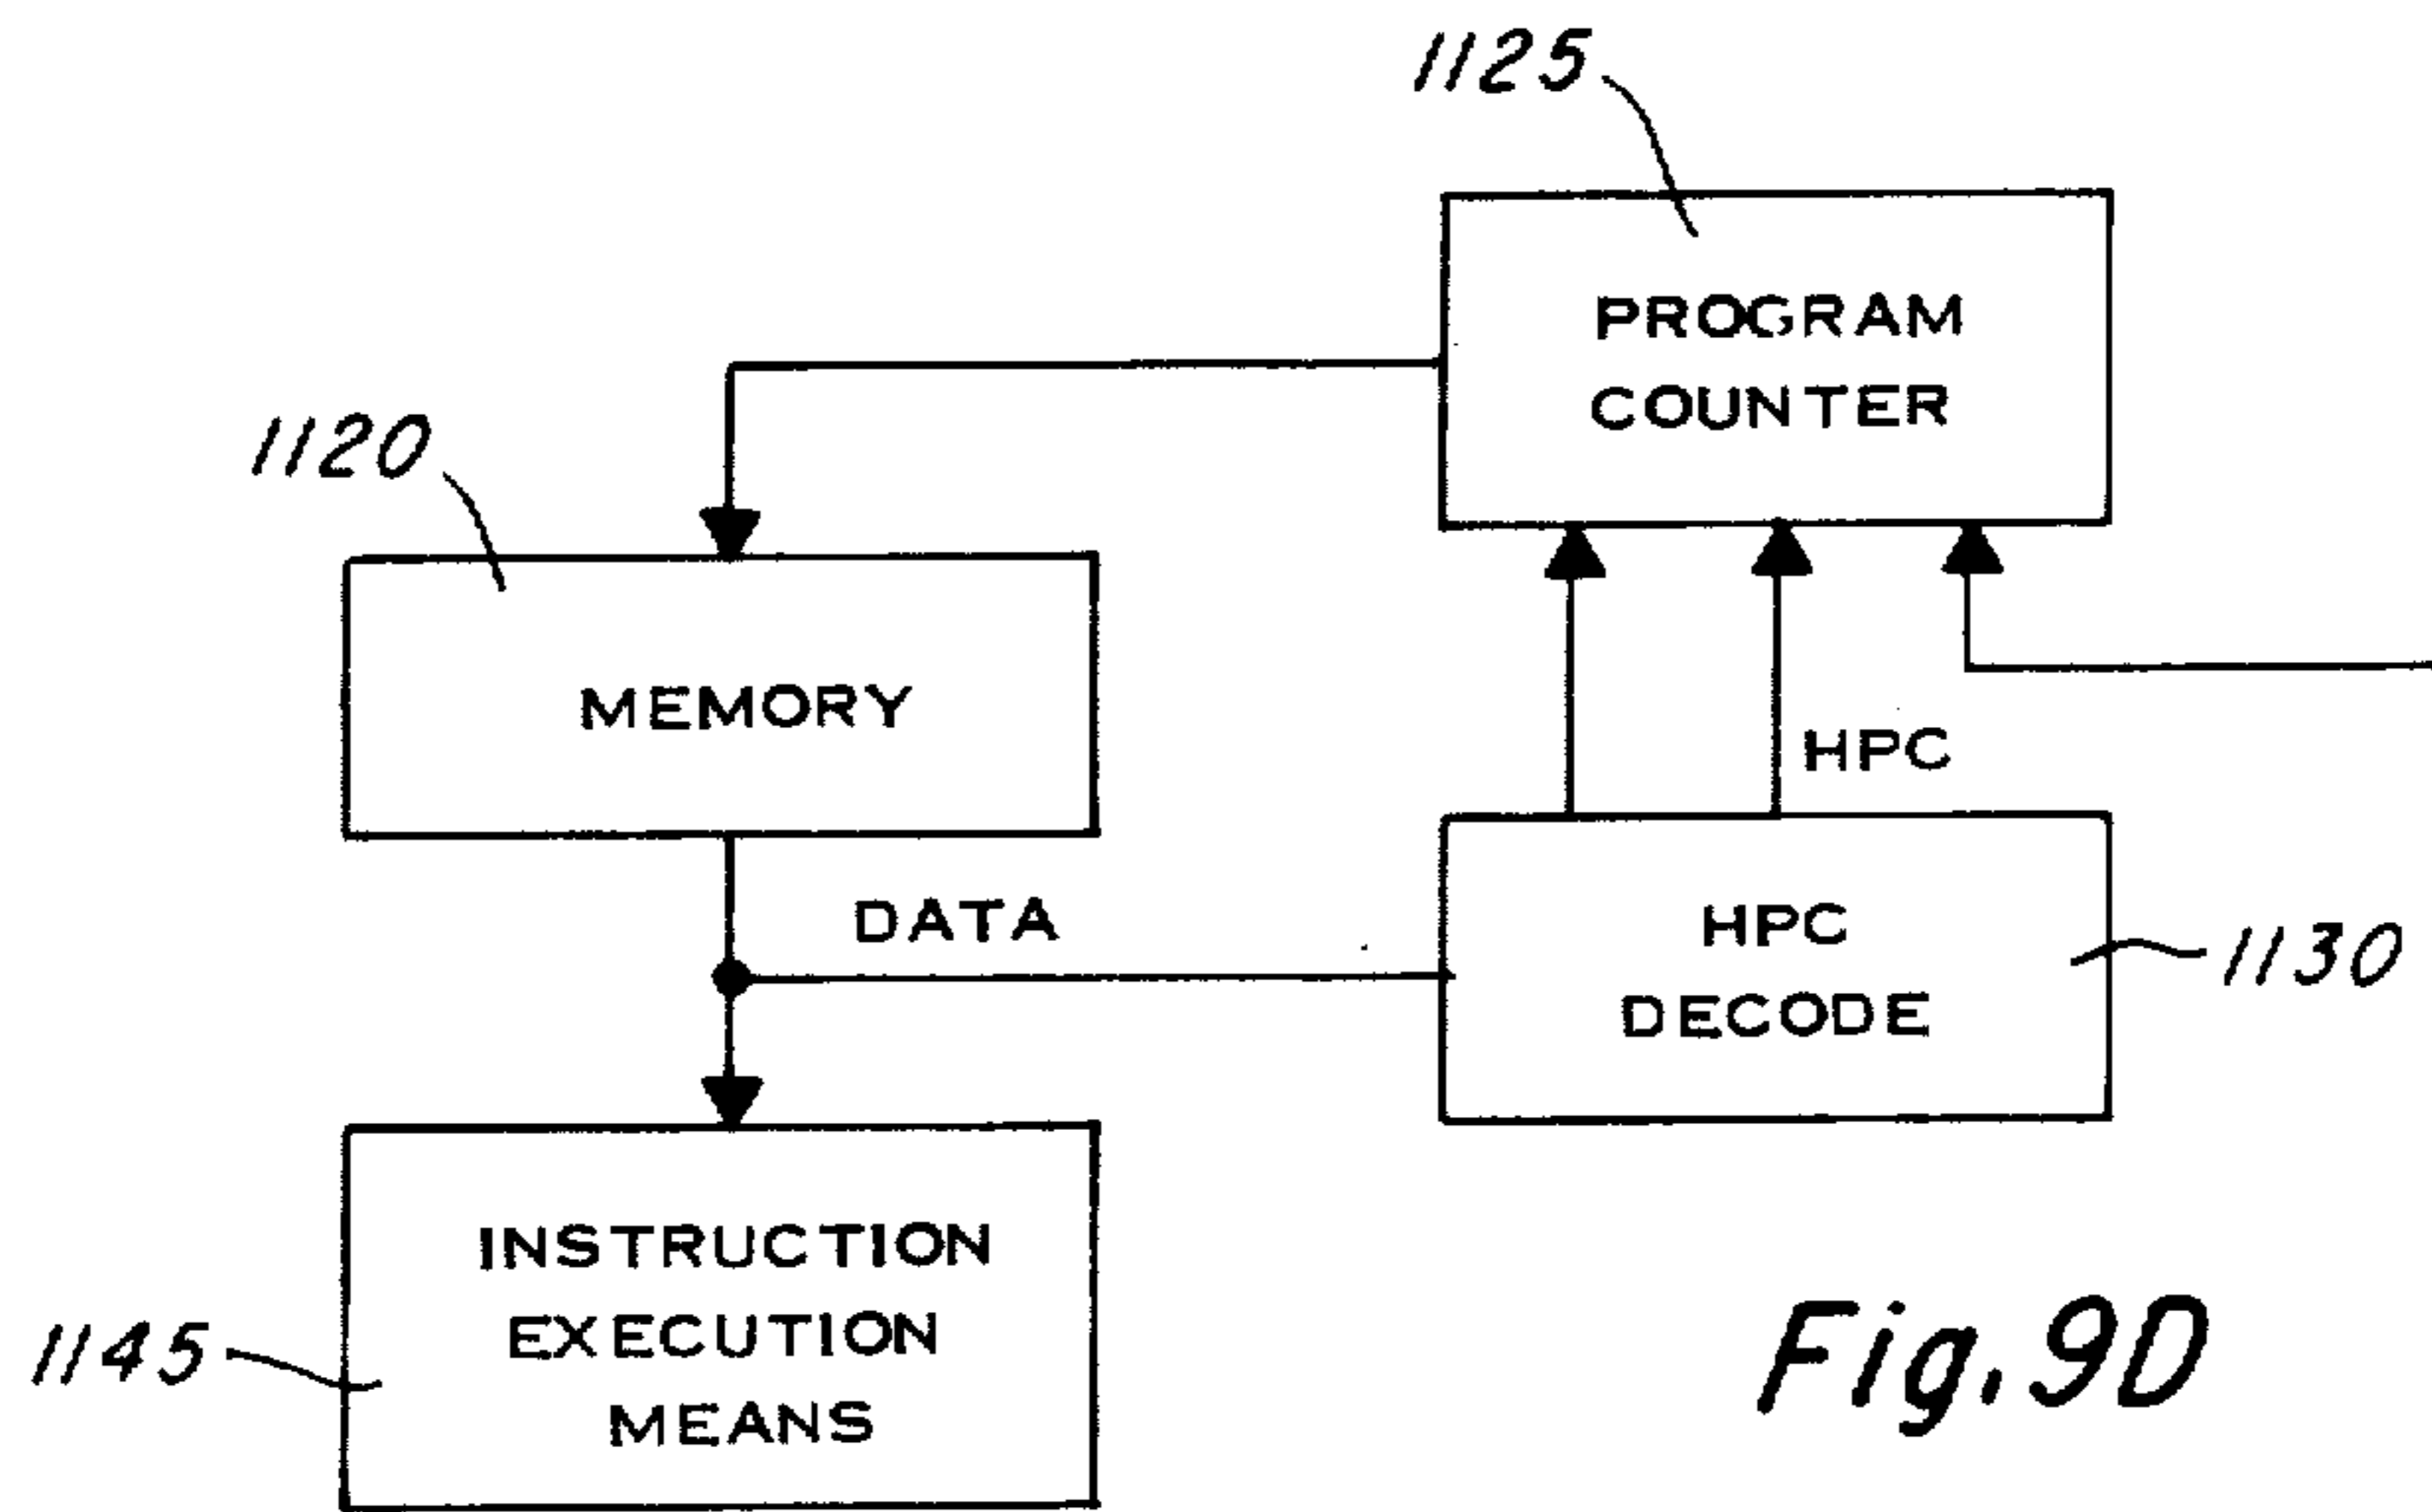 1125
PROGRAM
COUNTER
1120
MEMORY
HPC
DATA
HPC
DECODE
1130
INSTRUCTION
EXECUTION
MEANS
1145
Fig. 9D